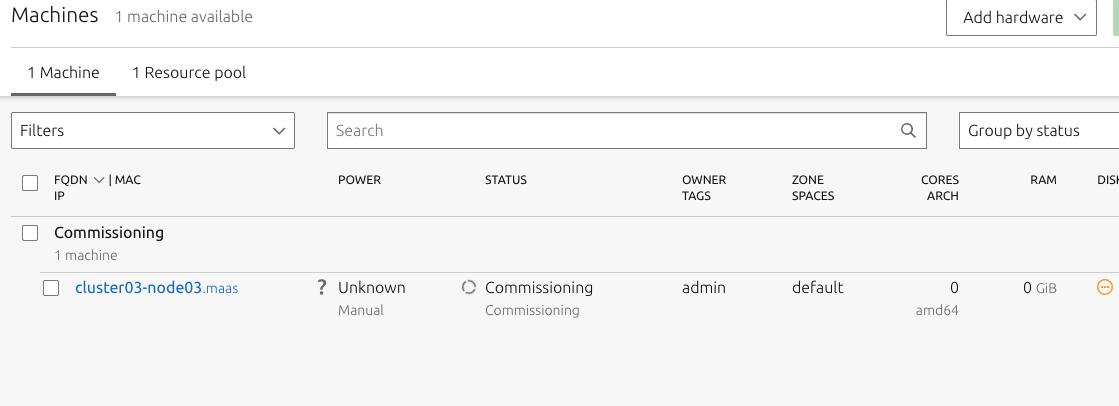 Machines 1 machine available Add hardware
1 Machine 1 Resource pool
Filters Search Group by status
FQDN | MAC POWER STATUS OWNER ZONE CORES RAM
IP TAGS SPACES ARCH
Commissioning
1 machine
cluster03-node03.maas ? Unknown Commissioning admin default 0 0 GiB
Manual Commissioning amd64